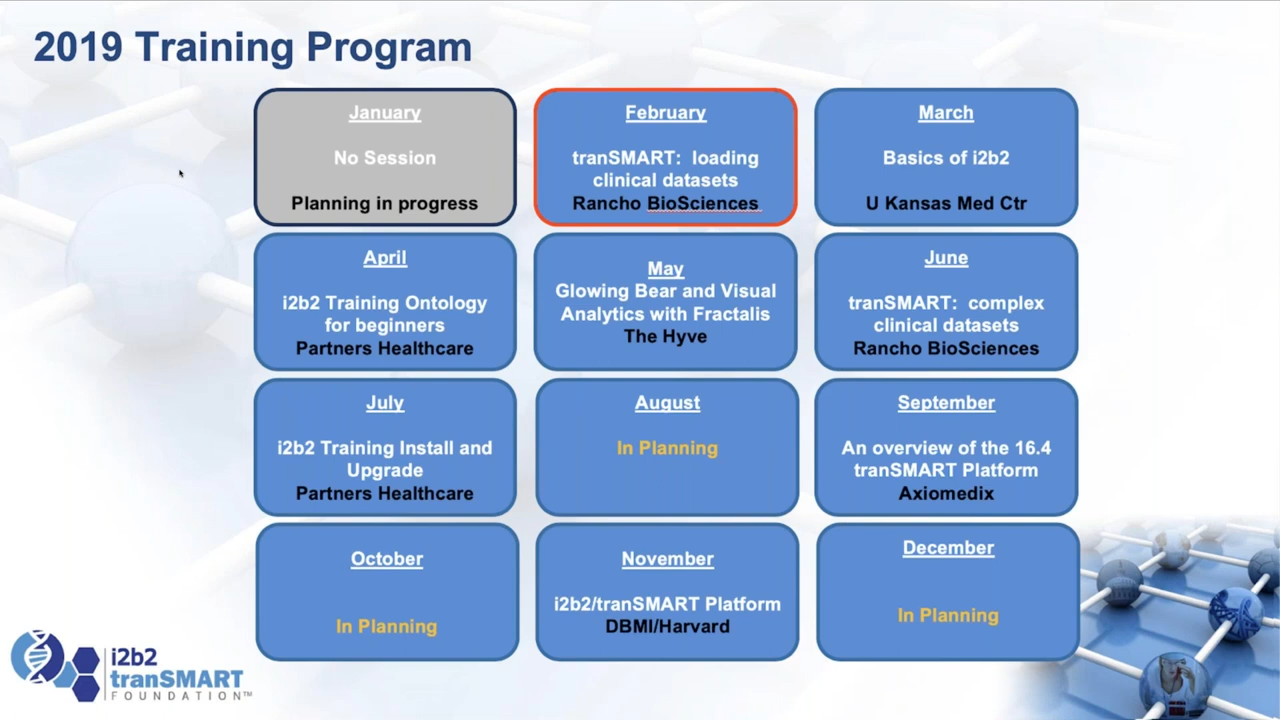 2019 Training Program
January
No Session
Planning in progress
February
tranSMART: loading
clinical datasets
Rancho BioSciences
March
Basics of i2b2
U Kansas Med Ctr
April
i2b2 Training Ontology
for beginners
Partners Healthcare
May
Glowing Bear and Visual
Analytics with Fractalis
The Hyve
June
tranSMART: complex
clinical datasets
Rancho BioSciences
July
i2b2 Training Install and
Upgrade
Partners Healthcare
August
In Planning
September
An overview of the 16.4
tranSMART Platform
Axiomedix
October
In Planning
November
i2b2/tranSMART Platform
DBMI/Harvard
December
In Planning
i2b2
tranSMART
FOUNDATION™